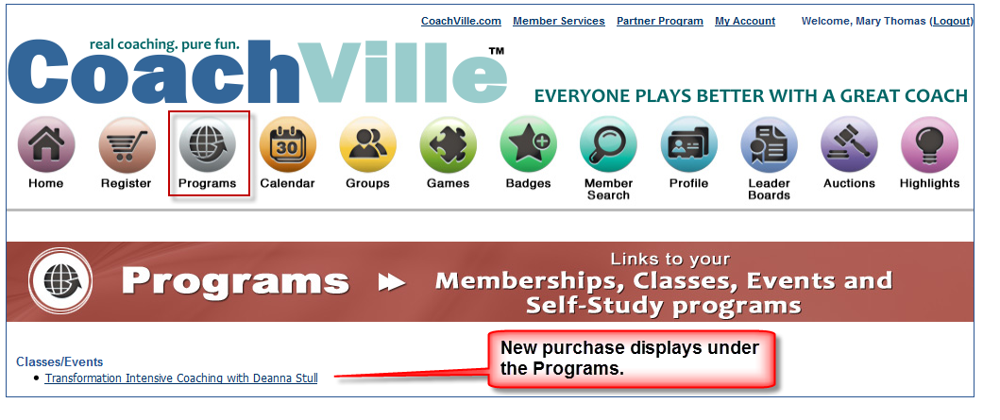 CoachVille.com Member Services Partner Program My Account Welcome, Mary Thomas (Logout)
real coaching. pure fun.
CoachVille™
EVERYONE PLAYS BETTER WITH A GREAT COACH
30
Home Register Programs Calendar Groups Games Badges Member Search Profile Leader Boards Auctions Highlights
Programs
Links to your
Memberships, Classes, Events and
Self-Study programs
New purchase displays under
the Programs.
Classes/Events
• Transformation Intensive Coaching with Deanna Stull